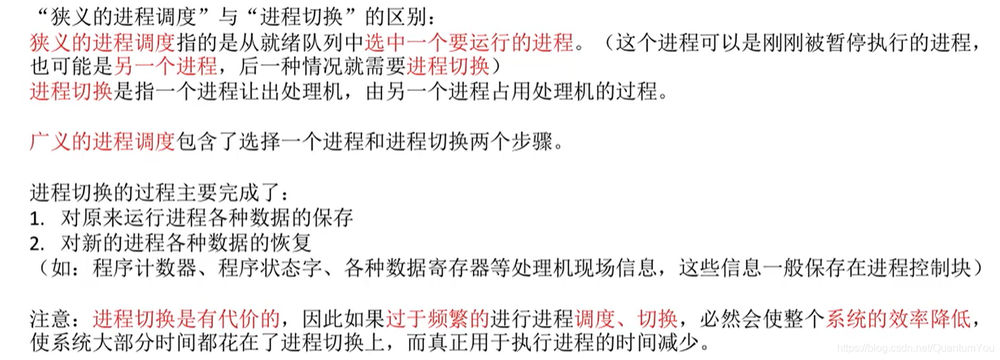 “狭义的进程调度”与“进程切换”的区别：
狭义的进程调度指的是从就绪队列中选中一个要运行的进程。（这个进程可以是刚刚被暂停执行的进程，
也可能是另一个进程，后一种情况就需要进程切换）
进程切换是指一个进程让出处理机，由另一个进程占用处理机的过程。
广义的进程调度包含了选择一个进程和进程切换两个步骤。
进程切换的过程主要完成了：
1. 对原来运行进程各种数据的保存
2. 对新的进程各种数据的恢复
（如：程序计数器、程序状态字、各种数据寄存器等处理机现场信息，这些信息一般保存在进程控制块）
注意：进程切换是有代价的，因此如果过于频繁的进行进程调度、切换，必然会使整个系统的效率降低，
使系统大部分时间都花在了进程切换上，而真正用于执行进程的时间减少。
https://blog.csdn.net/QuantumYou